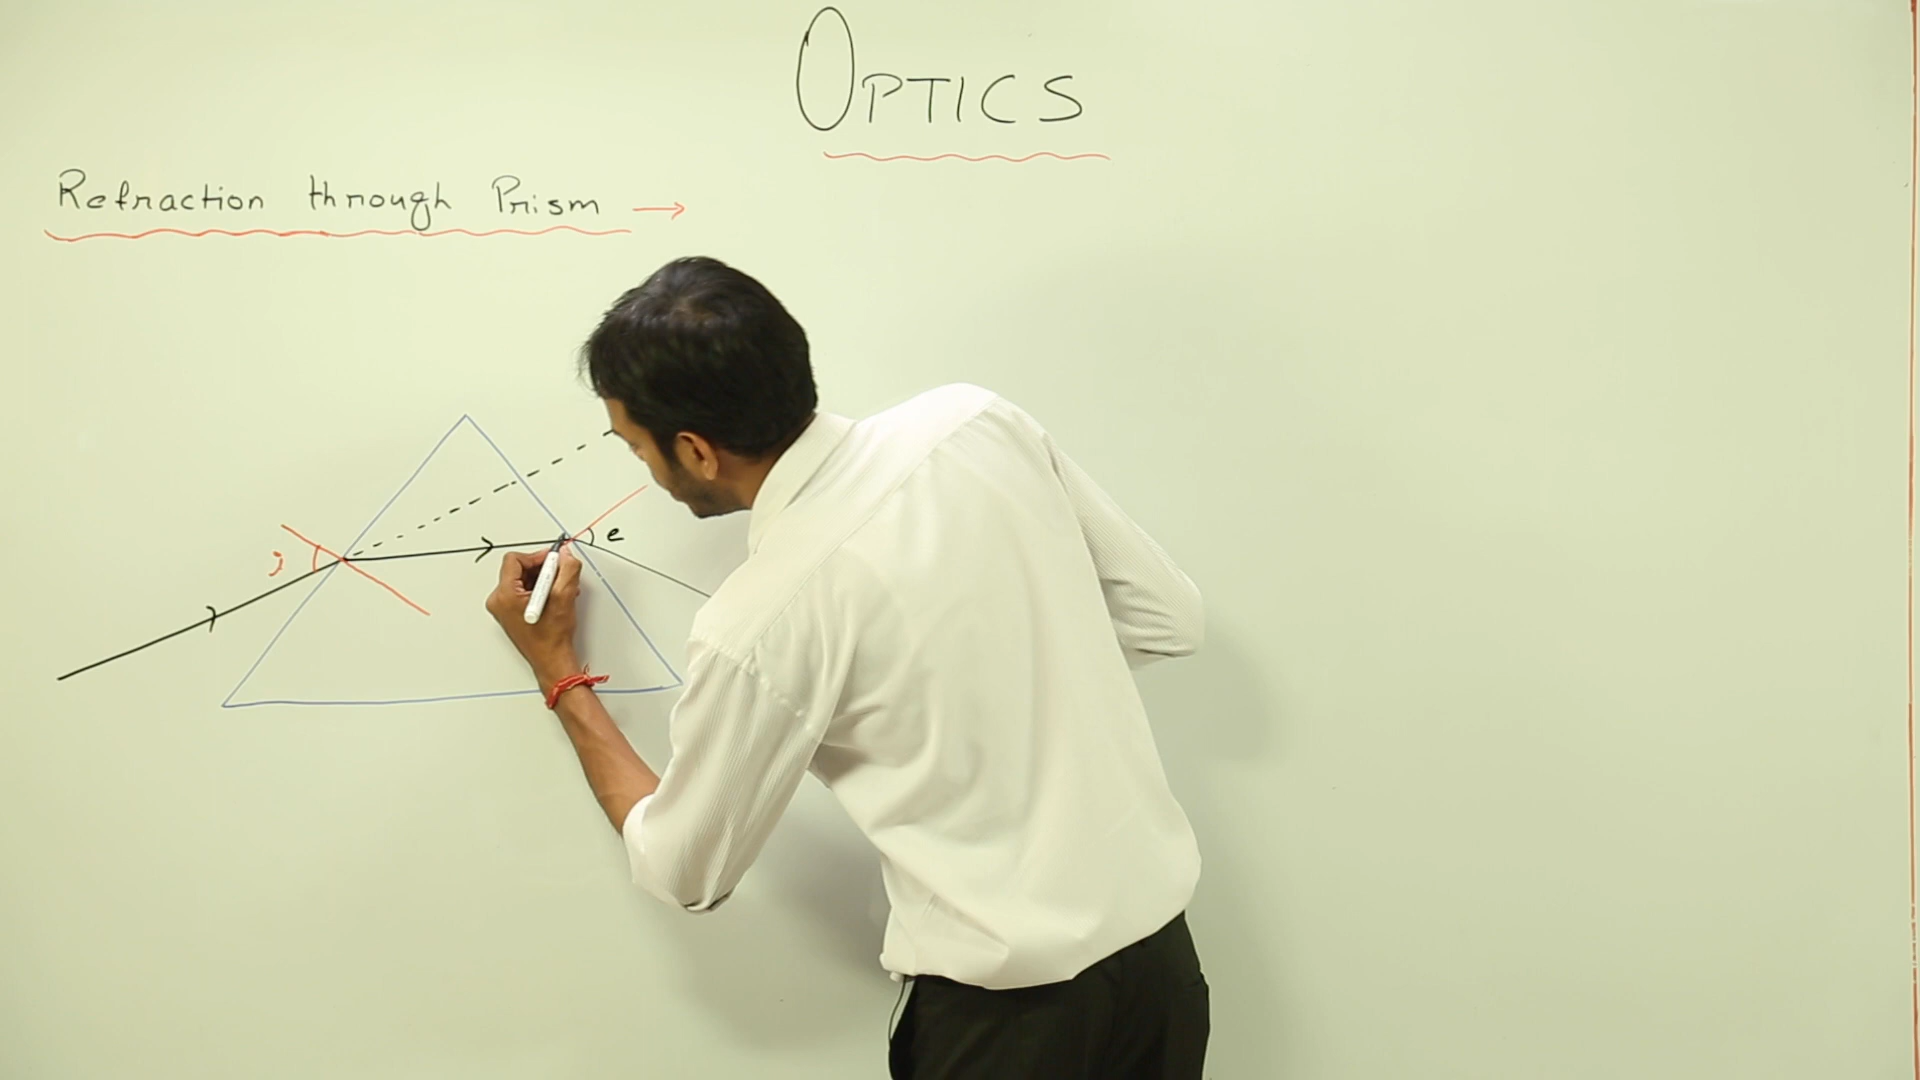 OPTICS
Refraction through Prism →
i
e